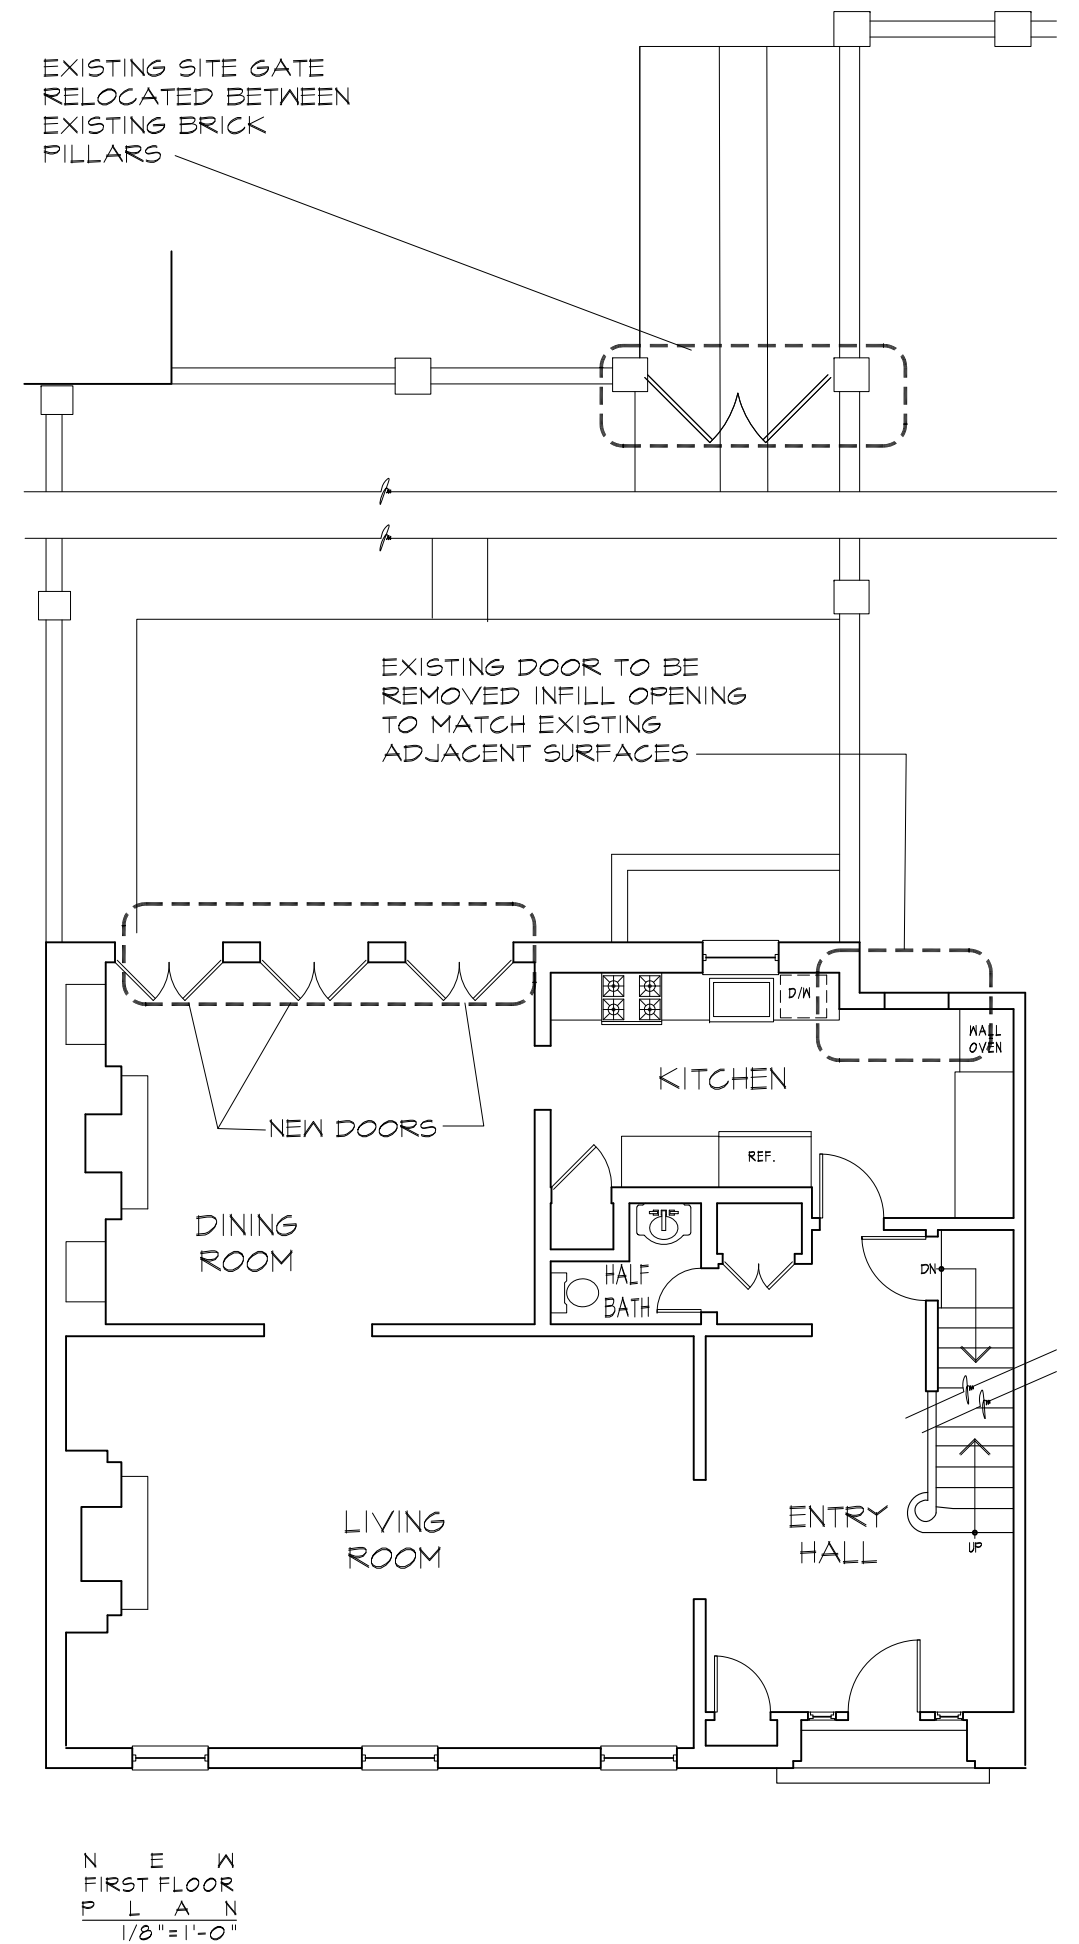 EXISTING SITE GATE
RELOCATED BETWEEN
EXISTING BRICK
PILLARS
EXISTING DOOR TO BE
REMOVED INFILL OPENING
TO MATCH EXISTING
ADJACENT SURFACES
D/W
WALL
OVEN
KITCHEN
NEW DOORS
REF.
DINING
ROOM
HALF
BATH
DN
LIVING
ROOM
ENTRY
HALL
UP
NEW
FIRST FLOOR
PLAN
1/8"=1'-0"